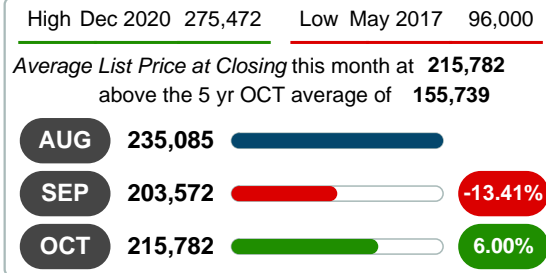 High Dec 2020 275,472 Low May 2017 96,000
Average List Price at Closing this month at 215,782
above the 5 yr OCT average of 155,739
AUG 235,085
SEP 203,572 -13.41%
OCT 215,782 6.00%